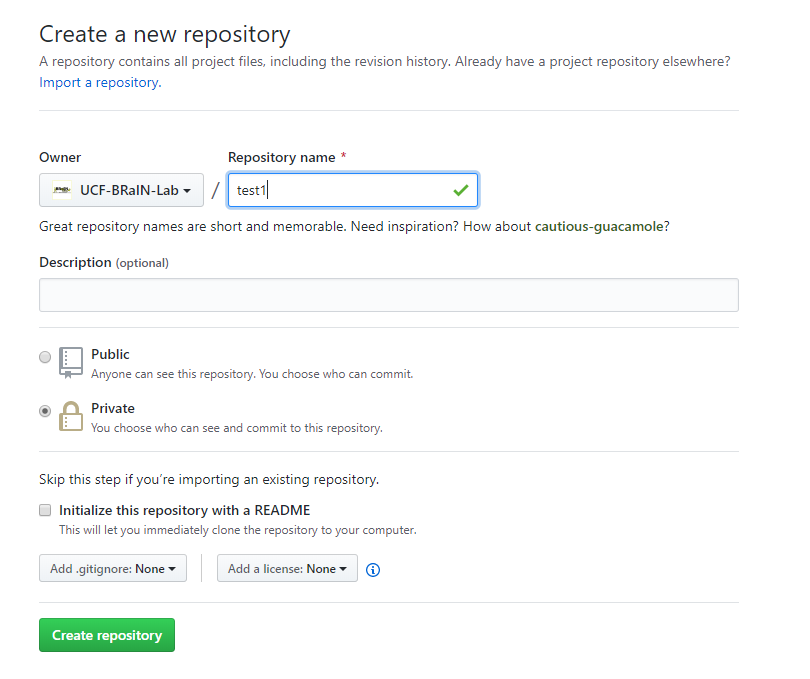 Create a new repository
A repository contains all project files, including the revision history. Already have a project repository elsewhere?
Import a repository.
Owner
Repository name *
UCF-BRaIN-Lab
/
test1
Great repository names are short and memorable. Need inspiration? How about cautious-guacamole?
Description (optional)
Public
Anyone can see this repository. You choose who can commit.
Private
You choose who can see and commit to this repository.
Skip this step if you’re importing an existing repository.
Initialize this repository with a README
This will let you immediately clone the repository to your computer.
Add .gitignore: None
Add a license: None
Create repository